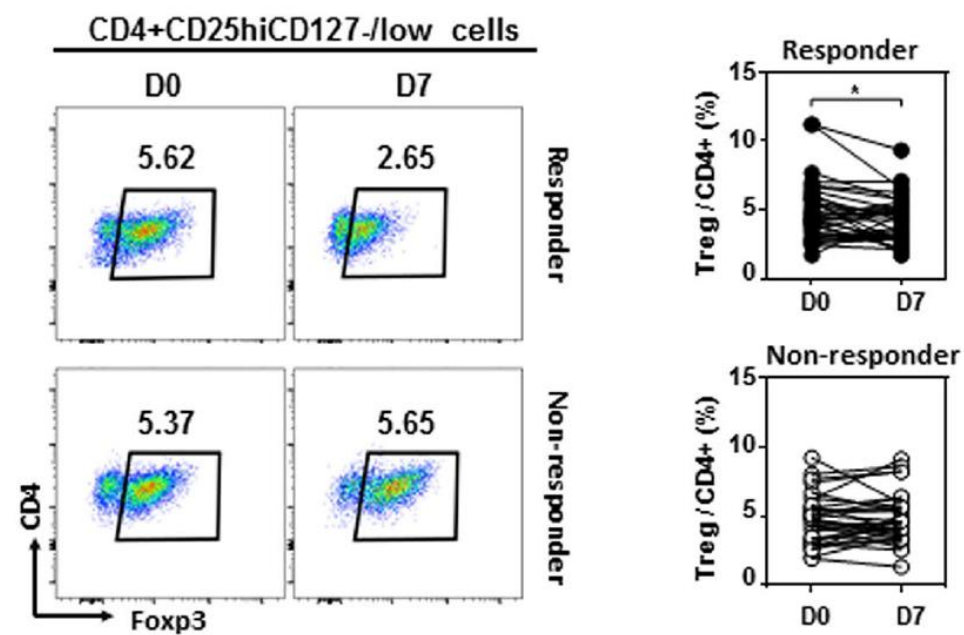 CD4+CD25hiCD127-/low cells
D0 D7
5.62 2.65
Responder
5.37 5.65
Non-responder
CD4
Foxp3
Responder
Treg / CD4+ (%)
15
*
10
5
0
D0 D7
Non-responder
Treg / CD4+ (%)
15
10
5
0
D0 D7